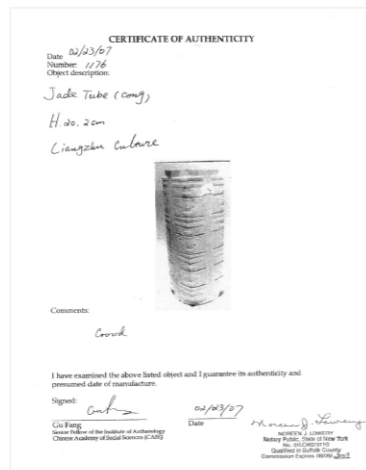 CERTIFICATE OF AUTHENTICITY
Date 02/23/07
Number: 1176
Object description:
Jade Tube (cong)
H. 20.2cm
Liangzhu Culture
Comments:
Good
I have examined the above listed object and I guarantee its authenticity and
presumed date of manufacture.
Signed:
02/23/07
Gu Fang
Date
Senior Fellow of the Institute of Archaeology
Chinese Academy of Social Sciences (CASS)
NOREEN J. LOWERY
Notary Public, State of New York
Qualified in Suffolk County
Commission Expires